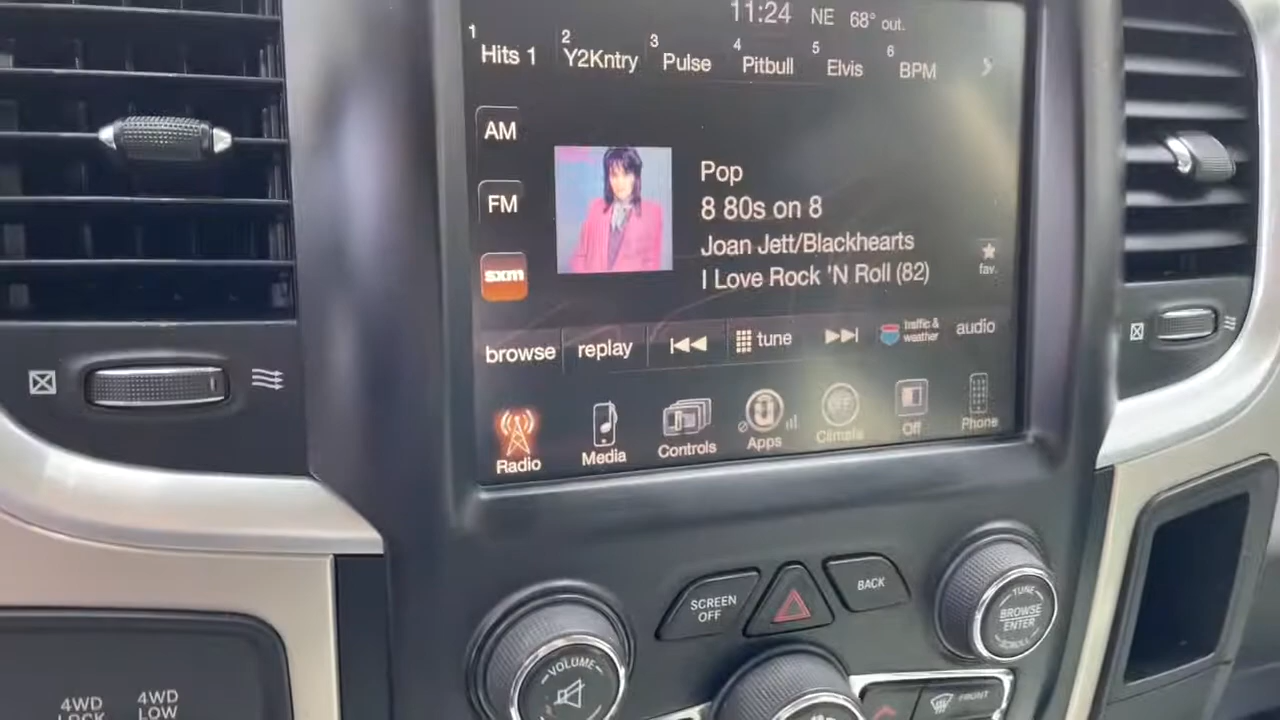 11:24 NE 68° out.
1 Hits 1 2 Y2Kntry 3 Pulse 4 Pitbull 5 Elvis 6 BPM
AM
FM
sxm
Pop
8 80s on 8
Joan Jett/Blackhearts
I Love Rock 'N Roll (82)
fav.
browse replay tune traffic & weather audio
Radio Media Controls Apps Climate Off Phone
SCREEN
OFF
BACK
TUNE
BROWSE
ENTER
SCROLL
VOLUME
FRONT
4WD
LOCK
4WD
LOW